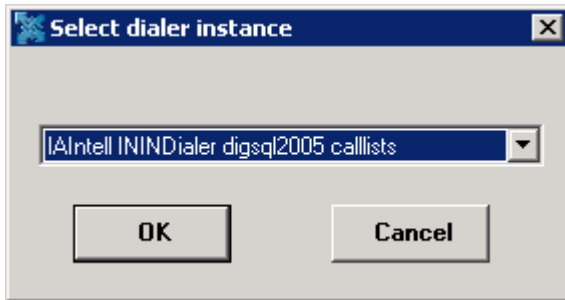 Select dialer instance
IAIntell ININDialer digsql2005 calllists
OK
Cancel